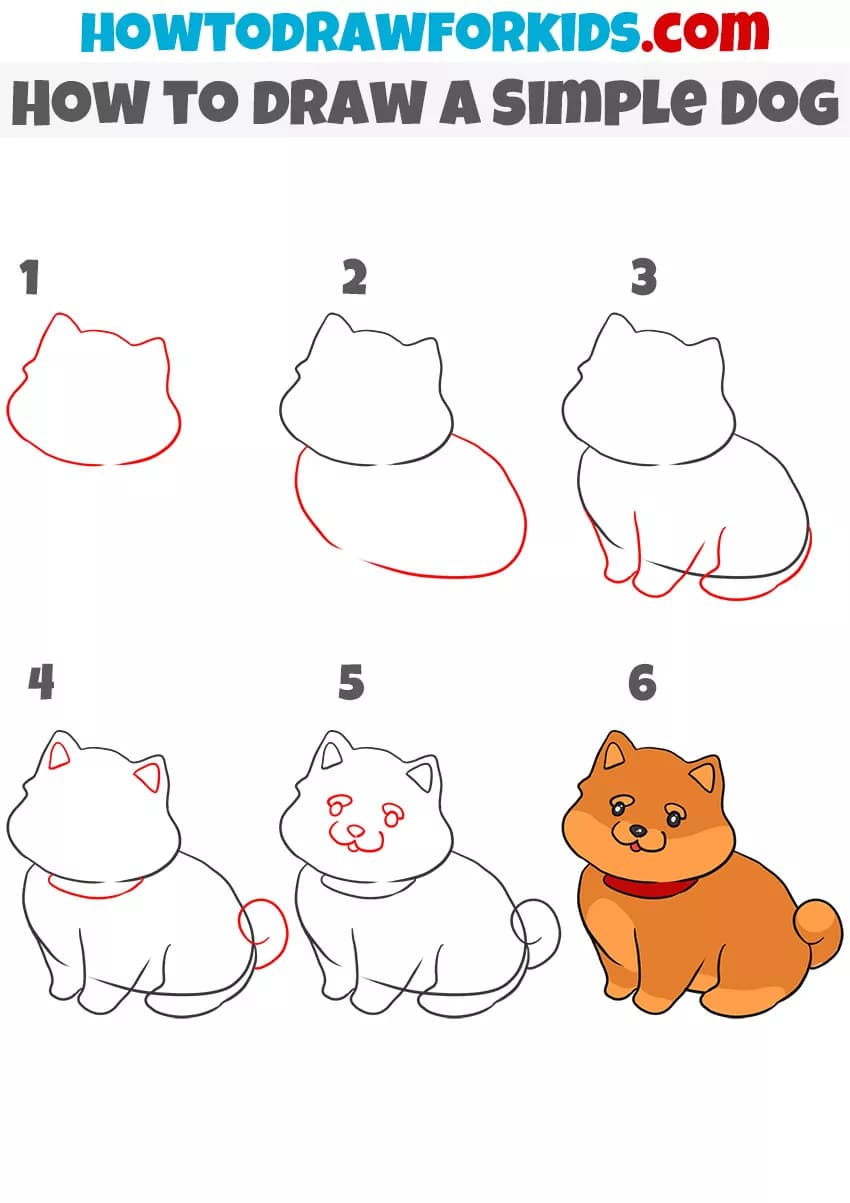 HOWTODRAWFORKIDS.COM
HOW TO DRAW A SIMPLE DOG
1 2 3
4 5 6